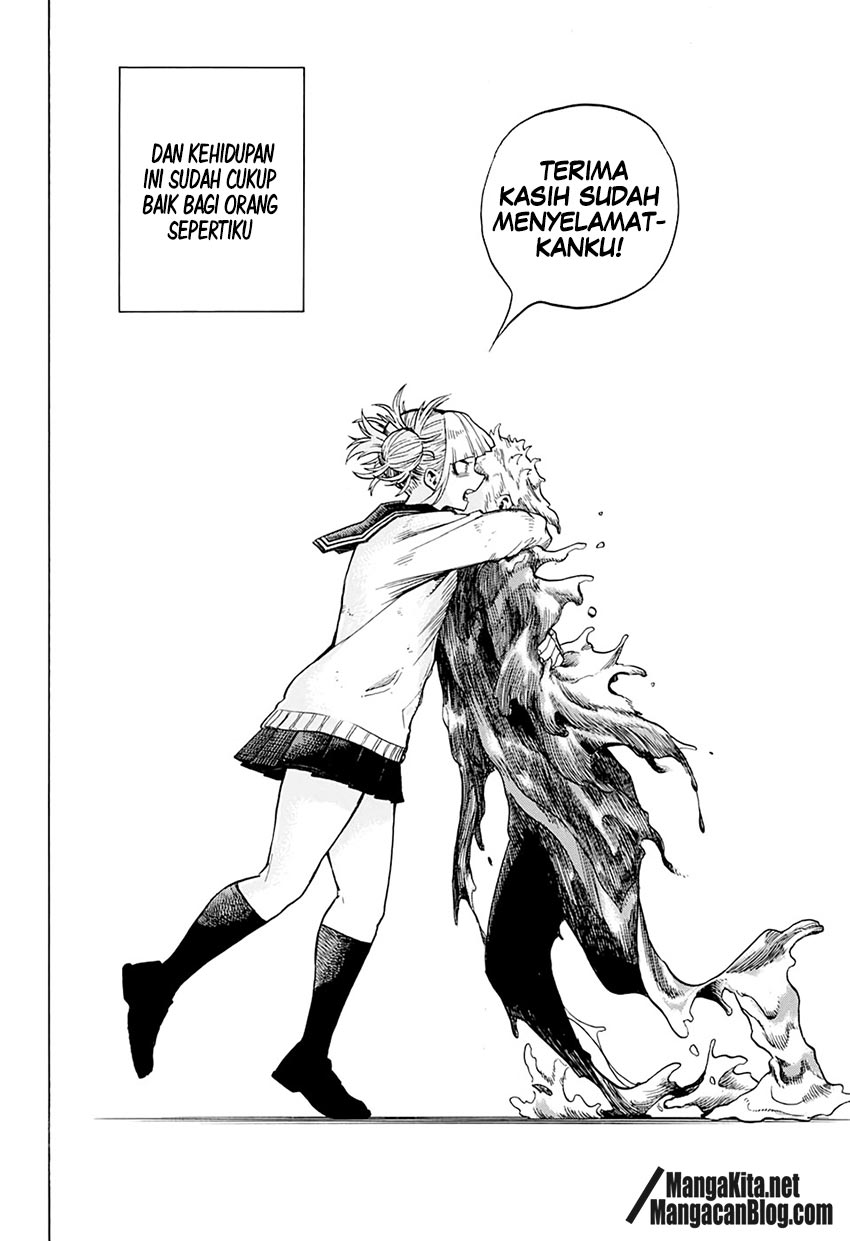 DAN KEHIDUPAN
INI SUDAH CUKUP
BAIK BAGI ORANG
SEPERTIKU
TERIMA
KASIH SUDAH
MENYELAMAT-
KANKU!
MangaKita.net
MangacanBlog.com